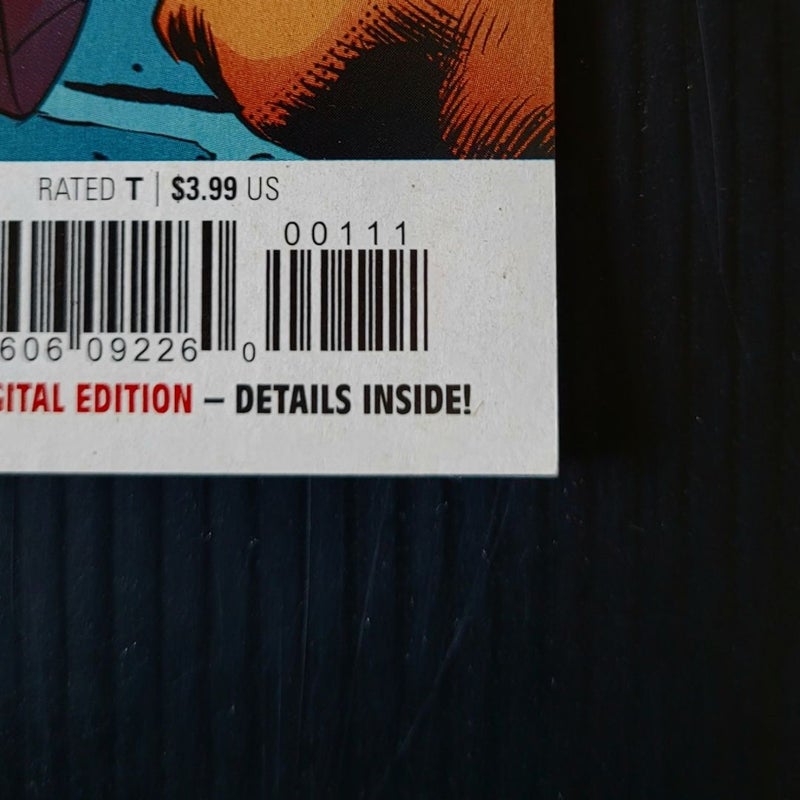 RATED T | $3.99 US
00111
606 09226 0
GITAL EDITION – DETAILS INSIDE!